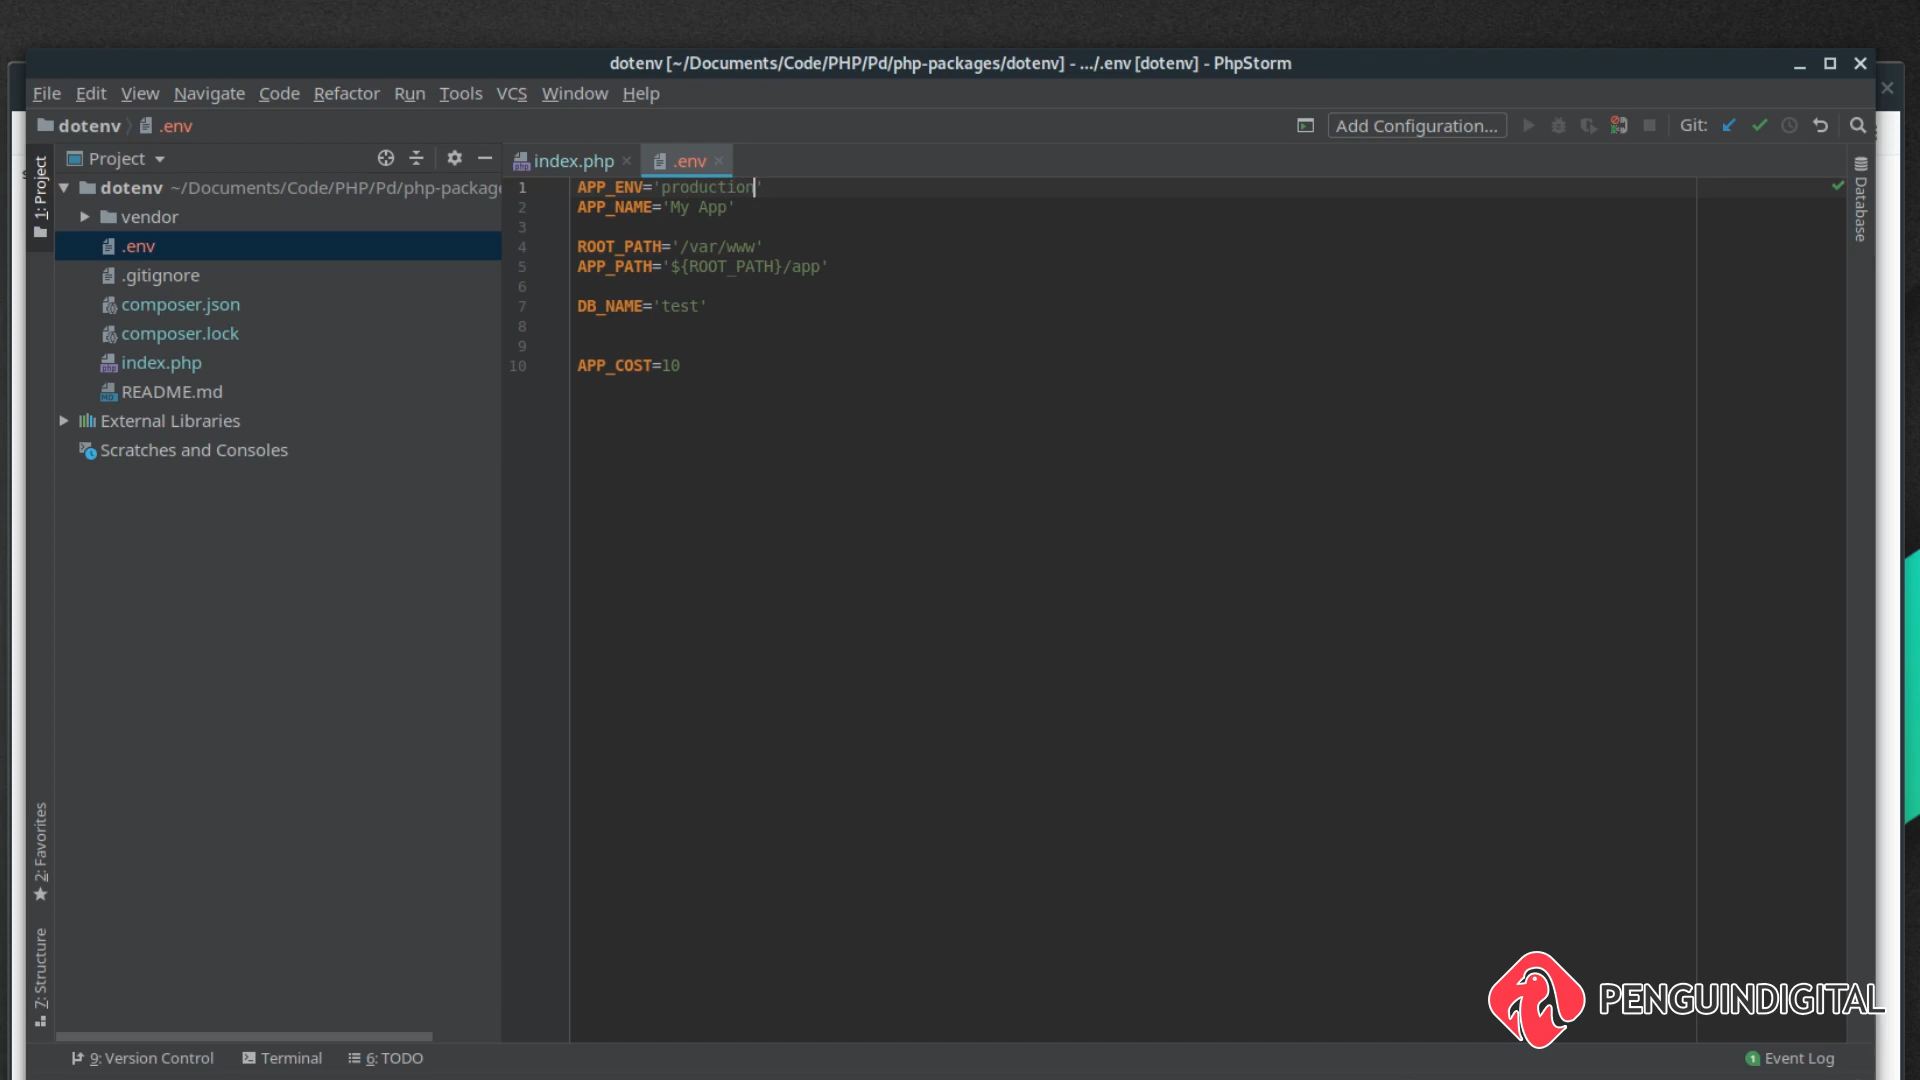 dotenv [~/Documents/Code/PHP/Pd/php-packages/dotenv] - .../.env [dotenv] - PhpStorm
File Edit View Navigate Code Refactor Run Tools VCS Window Help
dotenv .env
Add Configuration... Git:
Project
index.php .env
1: Project
dotenv ~/Documents/Code/PHP/Pd/php-package
vendor
.env
.gitignore
composer.json
composer.lock
index.php
README.md
External Libraries
Scratches and Consoles
1 APP_ENV='production'
2 APP_NAME='My App'
3
4 ROOT_PATH='/var/www'
5 APP_PATH='${ROOT_PATH}/app'
6
7 DB_NAME='test'
8
9
10 APP_COST=10
Database
2: Favorites
7: Structure
PENGUINDIGITAL
9: Version Control Terminal 6: TODO
1 Event Log